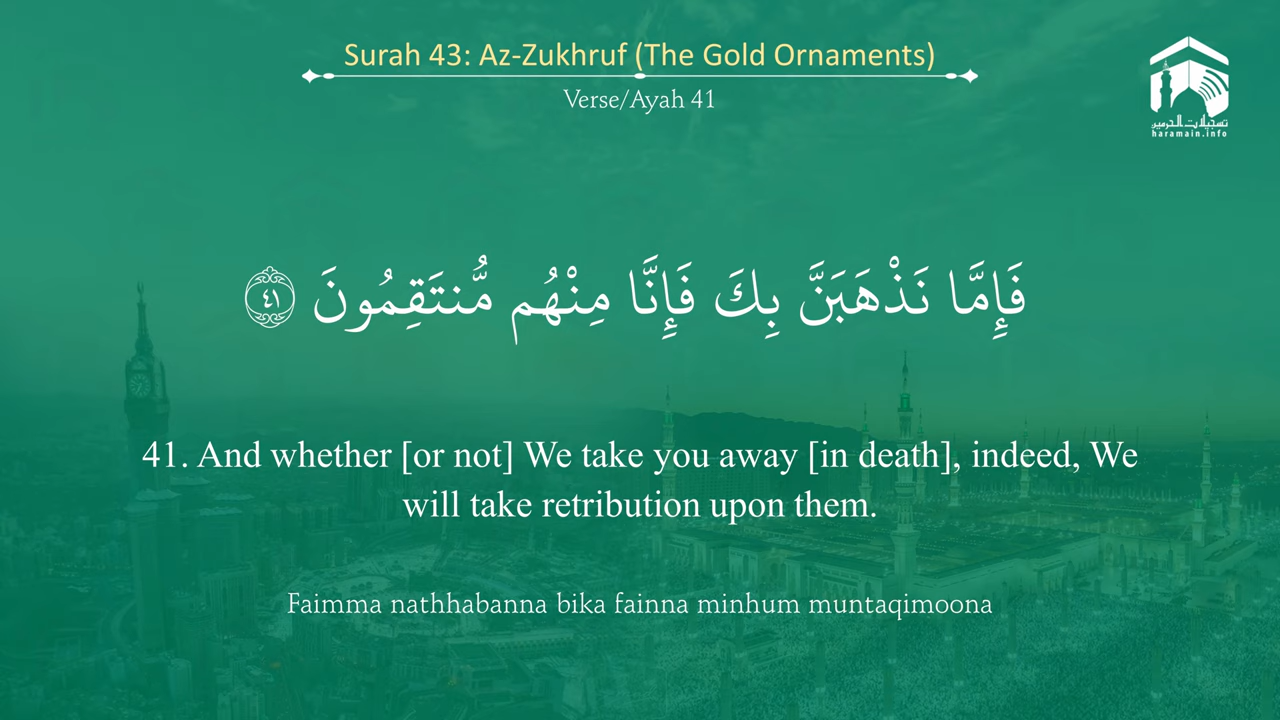 Surah 43: Az-Zukhruf (The Gold Ornaments)
Verse/Ayah 41
تسجيلات الحرمين
haramain.info
فَإِمَّا نَذْهَبَنَّ بِكَ فَإِنَّا مِنْهُم مُّنتَقِمُونَ ٤١
41. And whether [or not] We take you away [in death], indeed, We
will take retribution upon them.
Faimma nathhabanna bika fainna minhum muntaqimoona